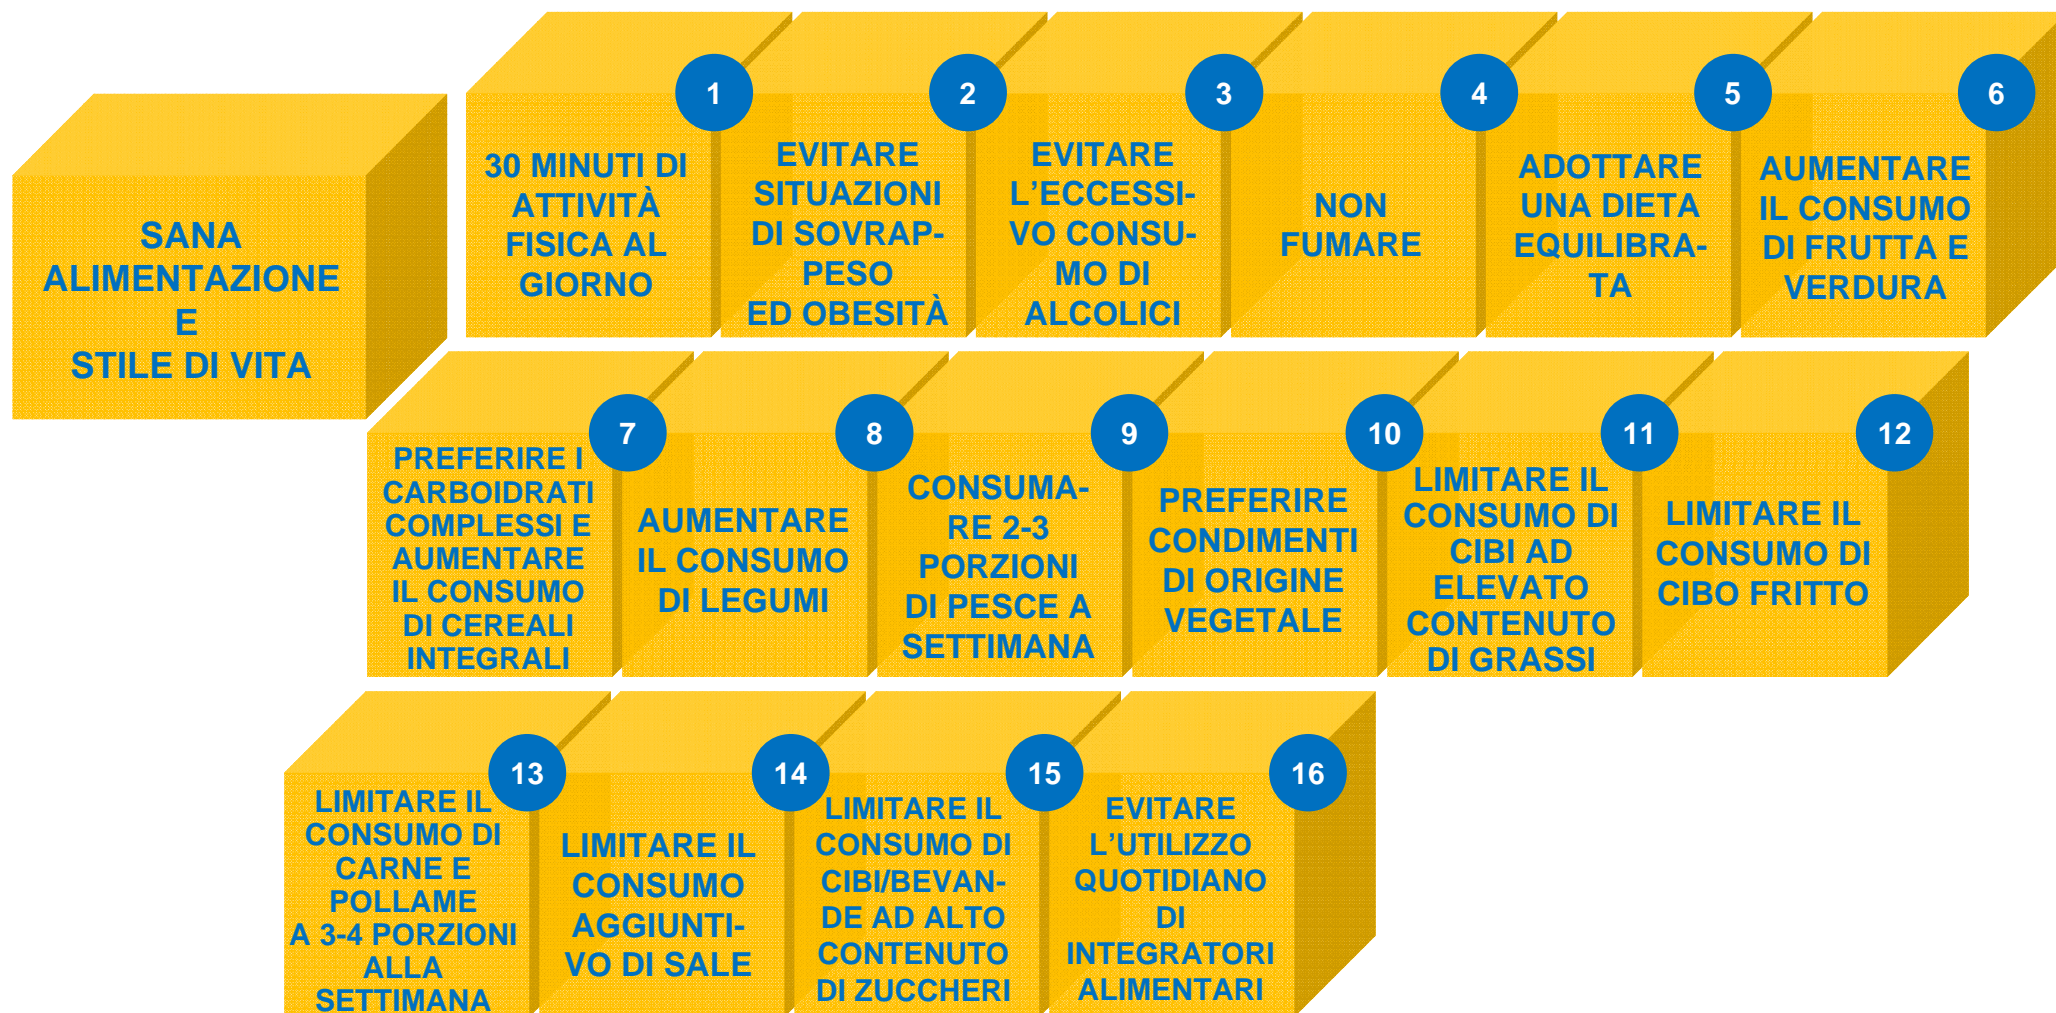 SANA
ALIMENTAZIONE
E
STILE DI VITA
1
30 MINUTI DI
ATTIVITÀ
FISICA AL
GIORNO
2
EVITARE
SITUAZIONI
DI SOVRAP-
PESO
ED OBESITÀ
3
EVITARE
L’ECCESSI-
VO CONSU-
MO DI
ALCOLICI
4
NON
FUMARE
5
ADOTTARE
UNA DIETA
EQUILIBRA-
TA
6
AUMENTARE
IL CONSUMO
DI FRUTTA E
VERDURA
7
PREFERIRE I
CARBOIDRATI
COMPLESSI E
AUMENTARE
IL CONSUMO
DI CEREALI
INTEGRALI
8
AUMENTARE
IL CONSUMO
DI LEGUMI
9
CONSUMA-
RE 2-3
PORZIONI
DI PESCE A
SETTIMANA
10
PREFERIRE
CONDIMENTI
DI ORIGINE
VEGETALE
11
LIMITARE IL
CONSUMO DI
CIBI AD
ELEVATO
CONTENUTO
DI GRASSI
12
LIMITARE IL
CONSUMO DI
CIBO FRITTO
13
LIMITARE IL
CONSUMO DI
CARNE E
POLLAME
A 3-4 PORZIONI
ALLA
SETTIMANA
14
LIMITARE IL
CONSUMO
AGGIUNTI-
VO DI SALE
15
LIMITARE IL
CONSUMO DI
CIBI/BEVAN-
DE AD ALTO
CONTENUTO
DI ZUCCHERI
16
EVITARE
L’UTILIZZO
QUOTIDIANO
DI
INTEGRATORI
ALIMENTARI